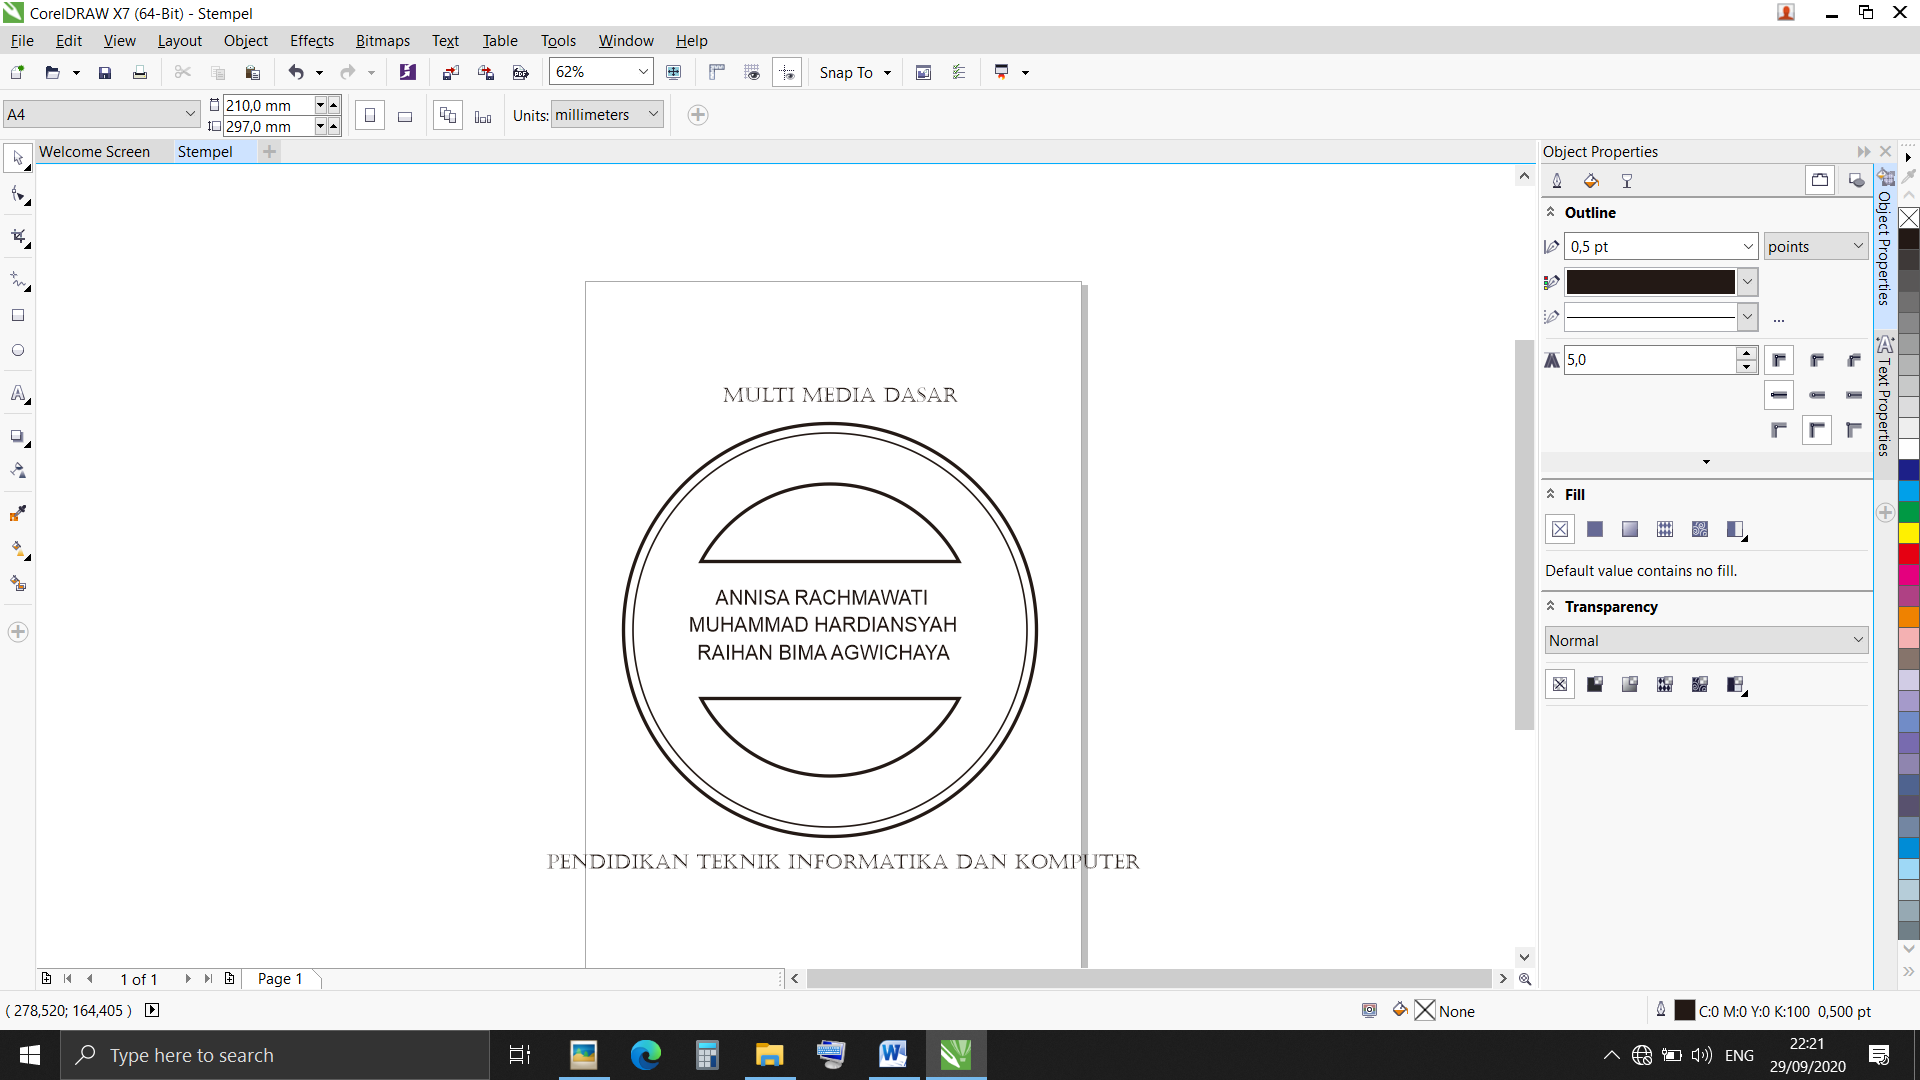 CorelDRAW X7 (64-Bit) - Stempel
File Edit View Layout Object Effects Bitmaps Text Table Tools Window Help
62% Snap To
A4
210,0 mm
297,0 mm
Units: millimeters
Welcome Screen Stempel
MULTI MEDIA DASAR
ANNISA RACHMAWATI
MUHAMMAD HARDIANSYAH
RAIHAN BIMA AGWICHAYA
PENDIDIKAN TEKNIK INFORMATIKA DAN KOMPUTER
Object Properties
Outline
0,5 pt points
...
5,0
Fill
Default value contains no fill.
Transparency
Normal
Object Properties
Text Properties
1 of 1 Page 1
( 278,520; 164,405 ) None C:0 M:0 Y:0 K:100 0,500 pt
Type here to search
ENG
22:21
29/09/2020